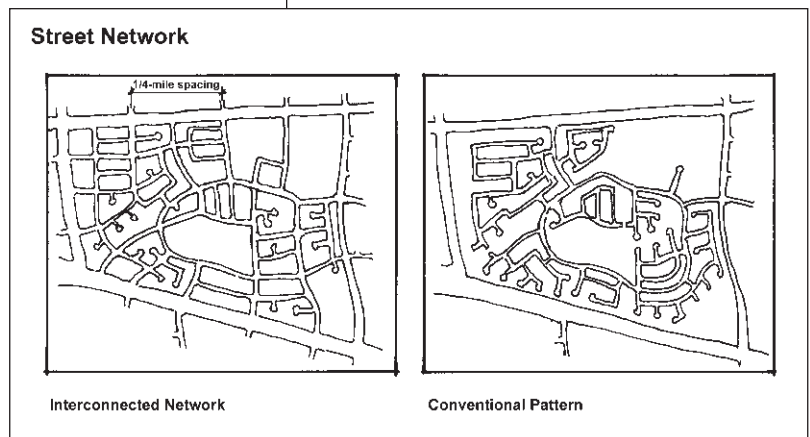 Street Network
1/4-mile spacing
Interconnected Network
Conventional Pattern